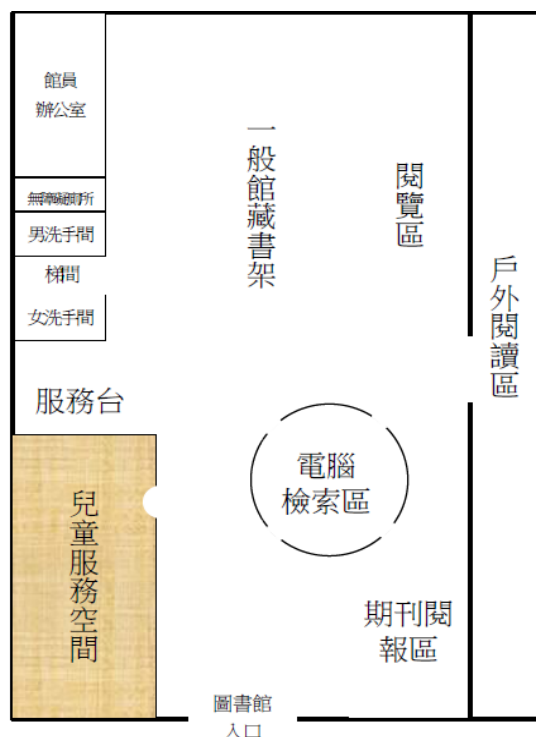 館員
辦公室
無障礙廁所
男洗手間
梯間
女洗手間
服務台
兒童服務空間
一般館藏書架
閱覽區
戶外閱讀區
電腦
檢索區
期刊閱
報區
圖書館
入口